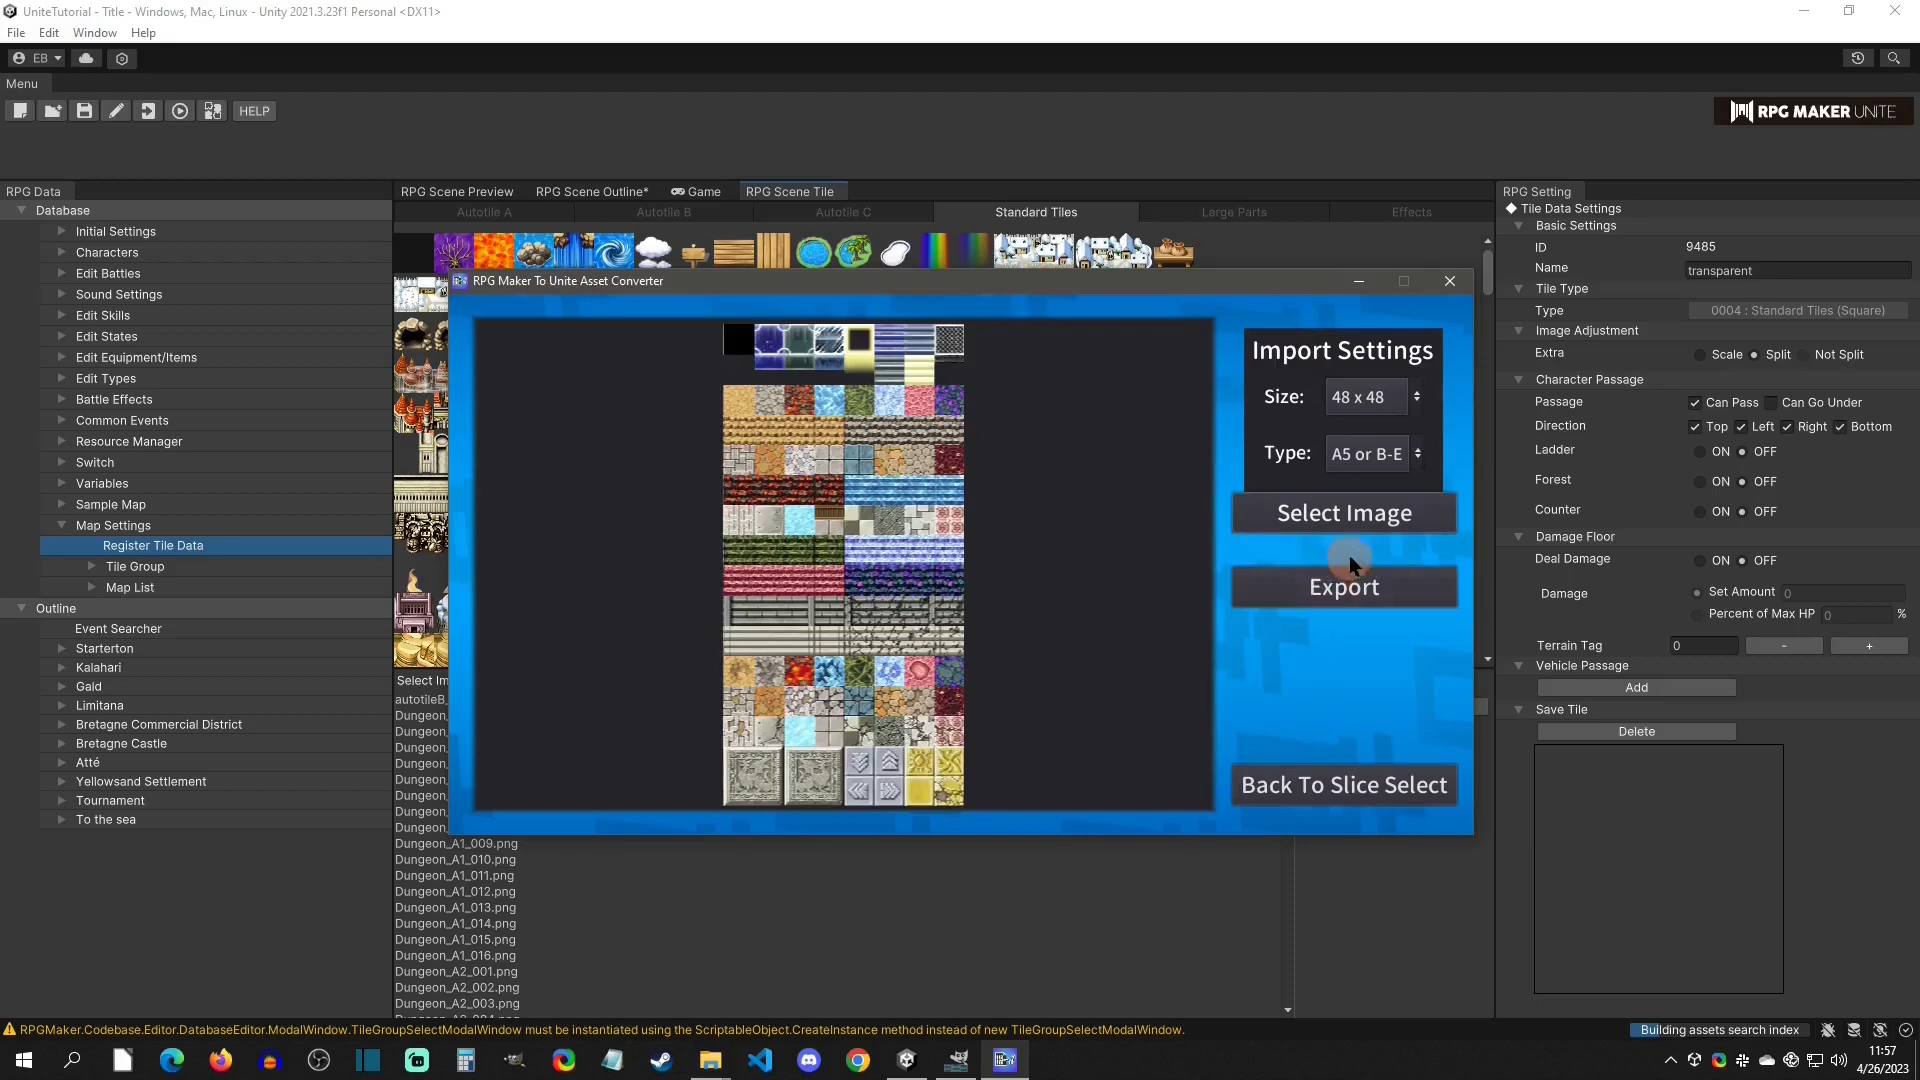 UniteTutorial - Title - Windows, Mac, Linux - Unity 2021.3.23f1 Personal <DX11>
File Edit Window Help
EB
Menu
HELP
RPG MAKER UNITE
RPG Data
RPG Scene Preview RPG Scene Outline* Game RPG Scene Tile
RPG Setting
Database
Initial Settings
Characters
Edit Battles
Sound Settings
Edit Skills
Edit States
Edit Equipment/Items
Edit Types
Battle Effects
Common Events
Resource Manager
Switch
Variables
Sample Map
Map Settings
Register Tile Data
Tile Group
Map List
Outline
Event Searcher
Starterton
Kalahari
Gald
Limitana
Bretagne Commercial District
Bretagne Castle
Atté
Yellowsand Settlement
Tournament
To the sea
Autotile A Autotile B Autotile C Standard Tiles Large Parts Effects
RPG Maker To Unite Asset Converter
Import Settings
Size: 48 x 48
Type: A5 or B-E
Select Image
Export
Back To Slice Select
Select Im
autotileB_
Dungeon_
Dungeon_
Dungeon_
Dungeon_
Dungeon_
Dungeon_
Dungeon_
Dungeon_
Dungeon_A1_009.png
Dungeon_A1_010.png
Dungeon_A1_011.png
Dungeon_A1_012.png
Dungeon_A1_013.png
Dungeon_A1_014.png
Dungeon_A1_015.png
Dungeon_A1_016.png
Dungeon_A2_001.png
Dungeon_A2_002.png
Dungeon_A2_003.png
Tile Data Settings
Basic Settings
ID 9485
Name transparent
Tile Type
Type 0004 : Standard Tiles (Square)
Image Adjustment
Extra Scale Split Not Split
Character Passage
Passage Can Pass Can Go Under
Direction Top Left Right Bottom
Ladder ON OFF
Forest ON OFF
Counter ON OFF
Damage Floor
Deal Damage ON OFF
Damage Set Amount 0
Percent of Max HP 0 %
Terrain Tag 0 - +
Vehicle Passage
Add
Save Tile
Delete
RPGMaker.Codebase.Editor.DatabaseEditor.ModalWindow.TileGroupSelectModalWindow must be instantiated using the ScriptableObject.CreateInstance method instead of new TileGroupSelectModalWindow.
Building assets search index
11:57
4/26/2023